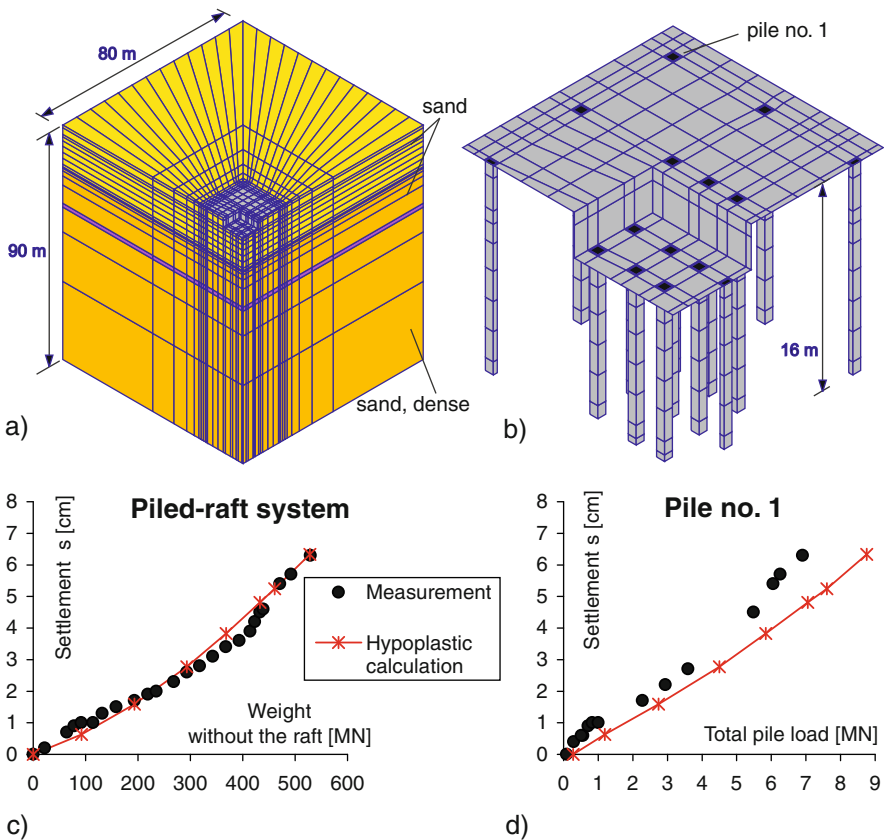 80 m
sand
90 m
sand, dense
a)
pile no. 1
16 m
b)
Piled-raft system
Settlement s [cm]
8
7
6
5
4
3
2
1
0
0 100 200 300 400 500 600
Weight
without the raft [MN]
c)
Measurement
Hypoplastic
calculation
Pile no. 1
Settlement s [cm]
8
7
6
5
4
3
2
1
0
0 1 2 3 4 5 6 7 8 9
Total pile load [MN]
d)